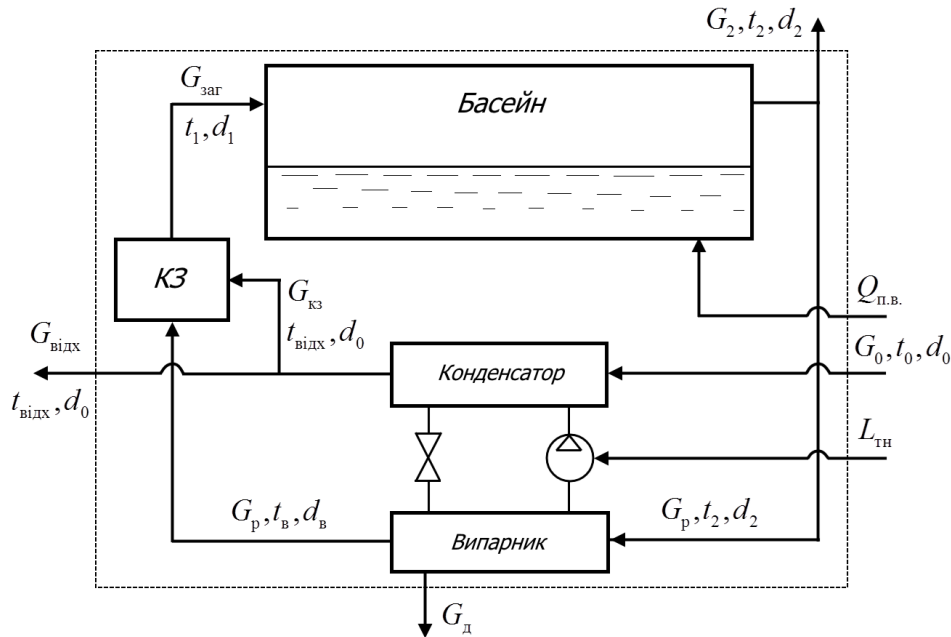 G₂, t₂, d₂
Gзаг
t₁, d₁
Басейн
КЗ
Gкз
tвідх, d₀
Qп.в.
Gвідх
tвідх, d₀
Конденсатор
G₀, t₀, d₀
Lтн
Gр, tв, dв
Випарник
Gр, t₂, d₂
Gд